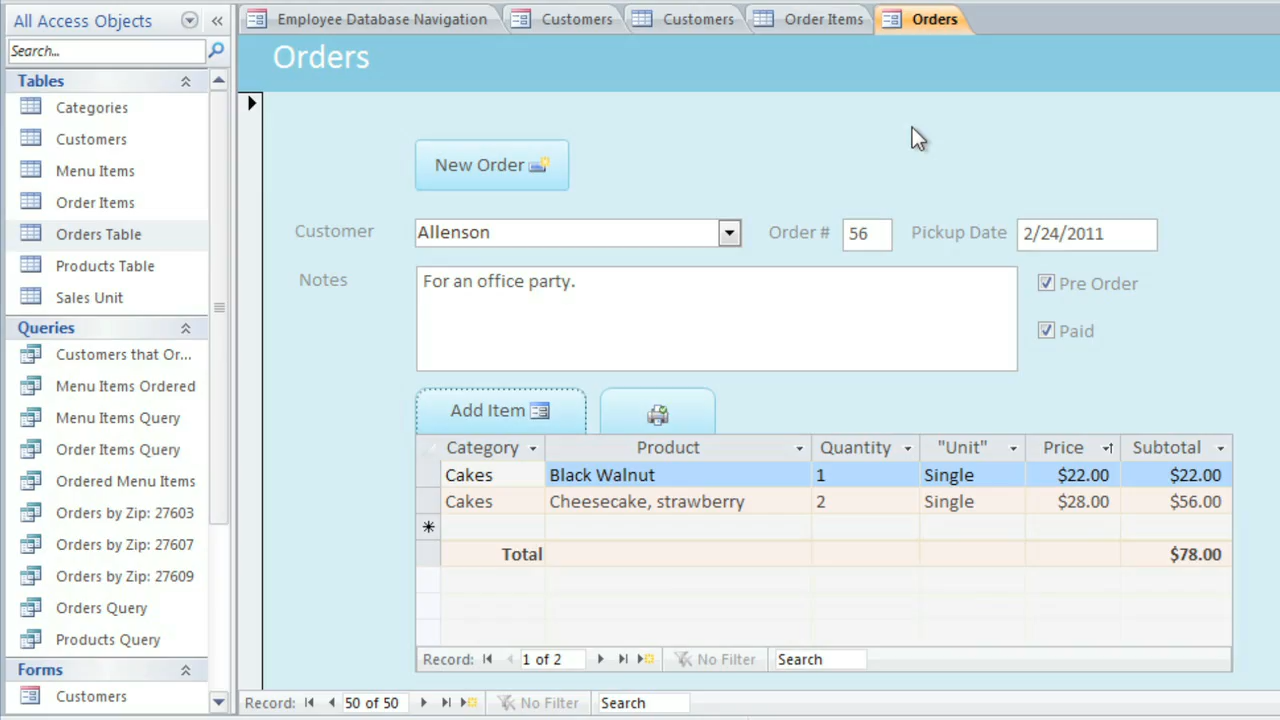 All Access Objects
Search...
Tables
Categories
Customers
Menu Items
Order Items
Orders Table
Products Table
Sales Unit
Queries
Customers that Or...
Menu Items Ordered
Menu Items Query
Order Items Query
Ordered Menu Items
Orders by Zip: 27603
Orders by Zip: 27607
Orders by Zip: 27609
Orders Query
Products Query
Forms
Customers
Employee Database Navigation Customers Customers Order Items Orders
Orders
New Order
Customer Allenson Order # 56 Pickup Date 2/24/2011
Notes For an office party. Pre Order
Paid
Add Item
Category Product Quantity "Unit" Price Subtotal
Cakes Black Walnut 1 Single $22.00 $22.00
Cakes Cheesecake, strawberry 2 Single $28.00 $56.00
Total $78.00
Record: 1 of 2 No Filter Search
Record: 50 of 50 No Filter Search